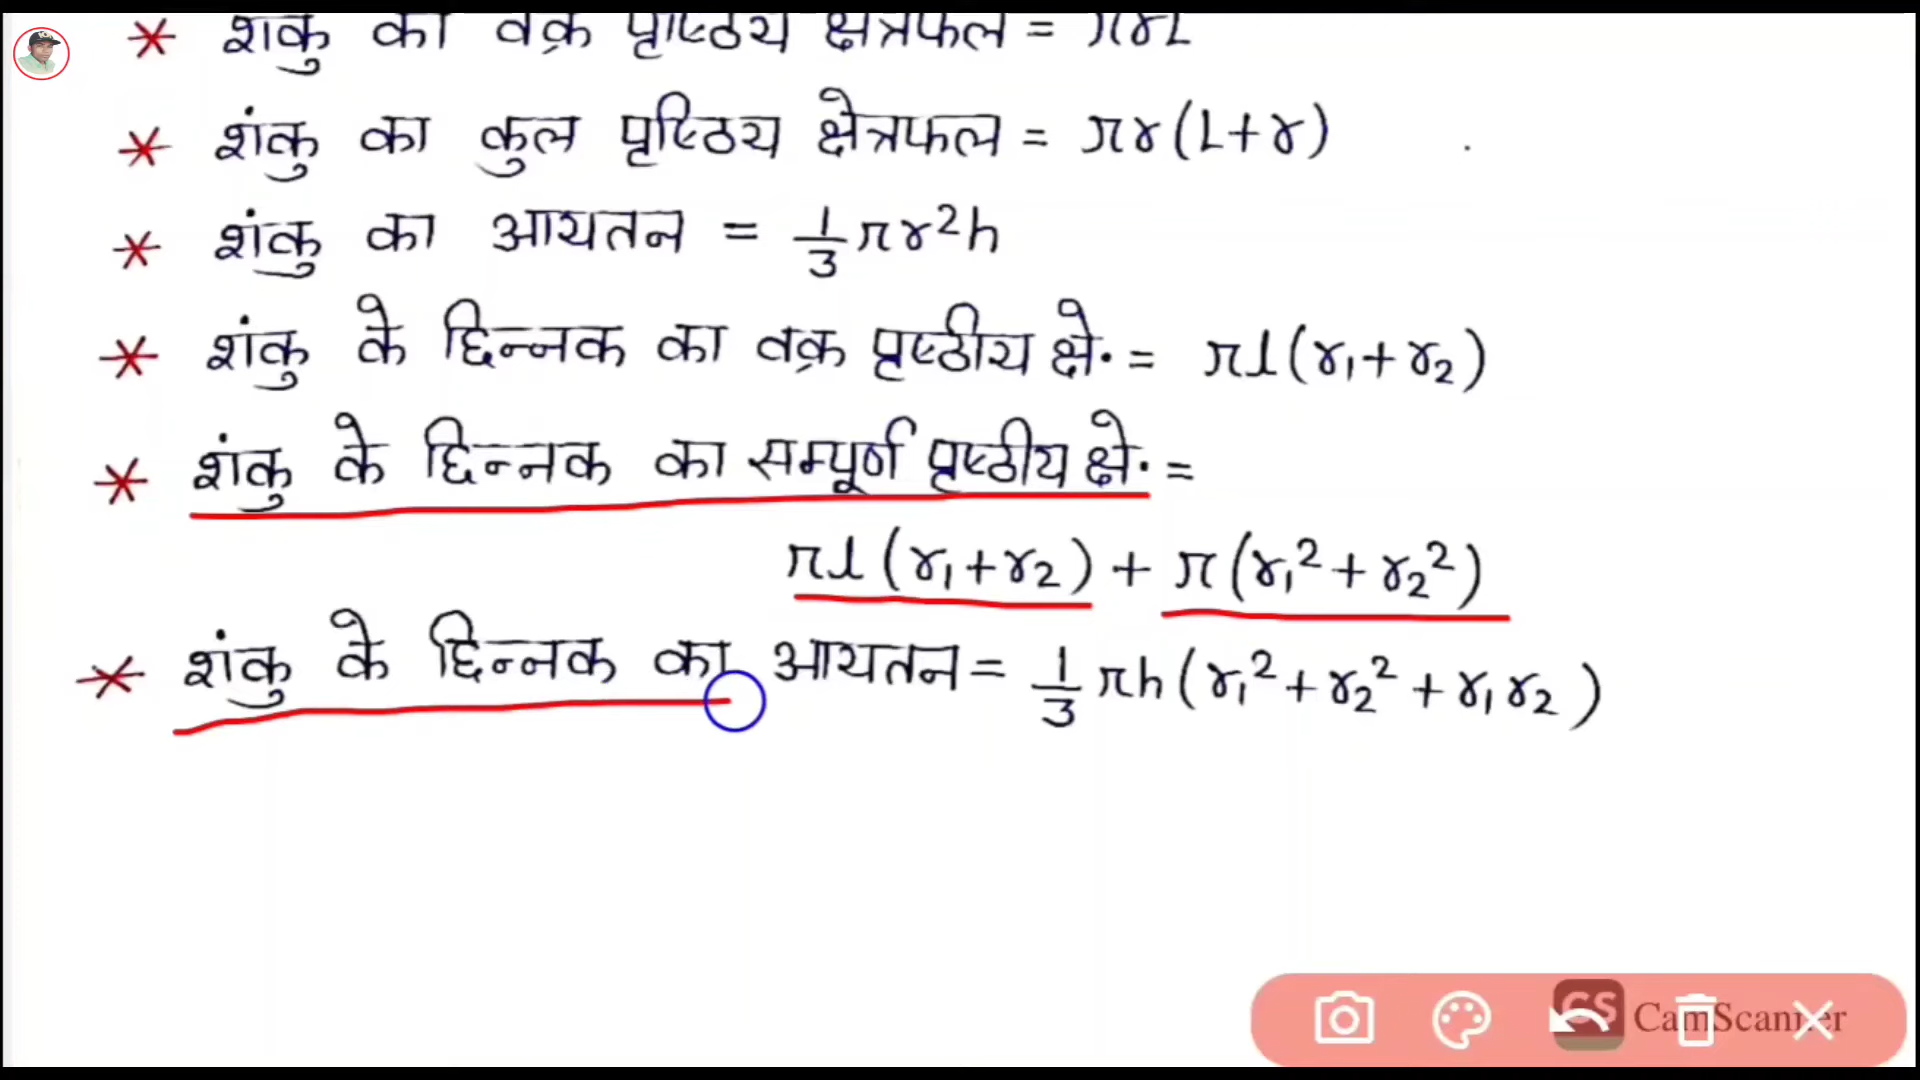 * शंकु का वक्र पृष्ठिय क्षेत्रफल = πrL
* शंकु का कुल पृष्ठिय क्षेत्रफल = πr(L+r)
* शंकु का आयतन = 1/3 πr²h
* शंकु के छिन्नक का वक्र पृष्ठीय क्षे. = πl(r₁+r₂)
* शंकु के छिन्नक का सम्पूर्ण पृष्ठीय क्षे. =
πl(r₁+r₂) + π(r₁²+r₂²)
* शंकु के छिन्नक का आयतन = 1/3 πh(r₁²+r₂²+r₁r₂)
CS CamScanner